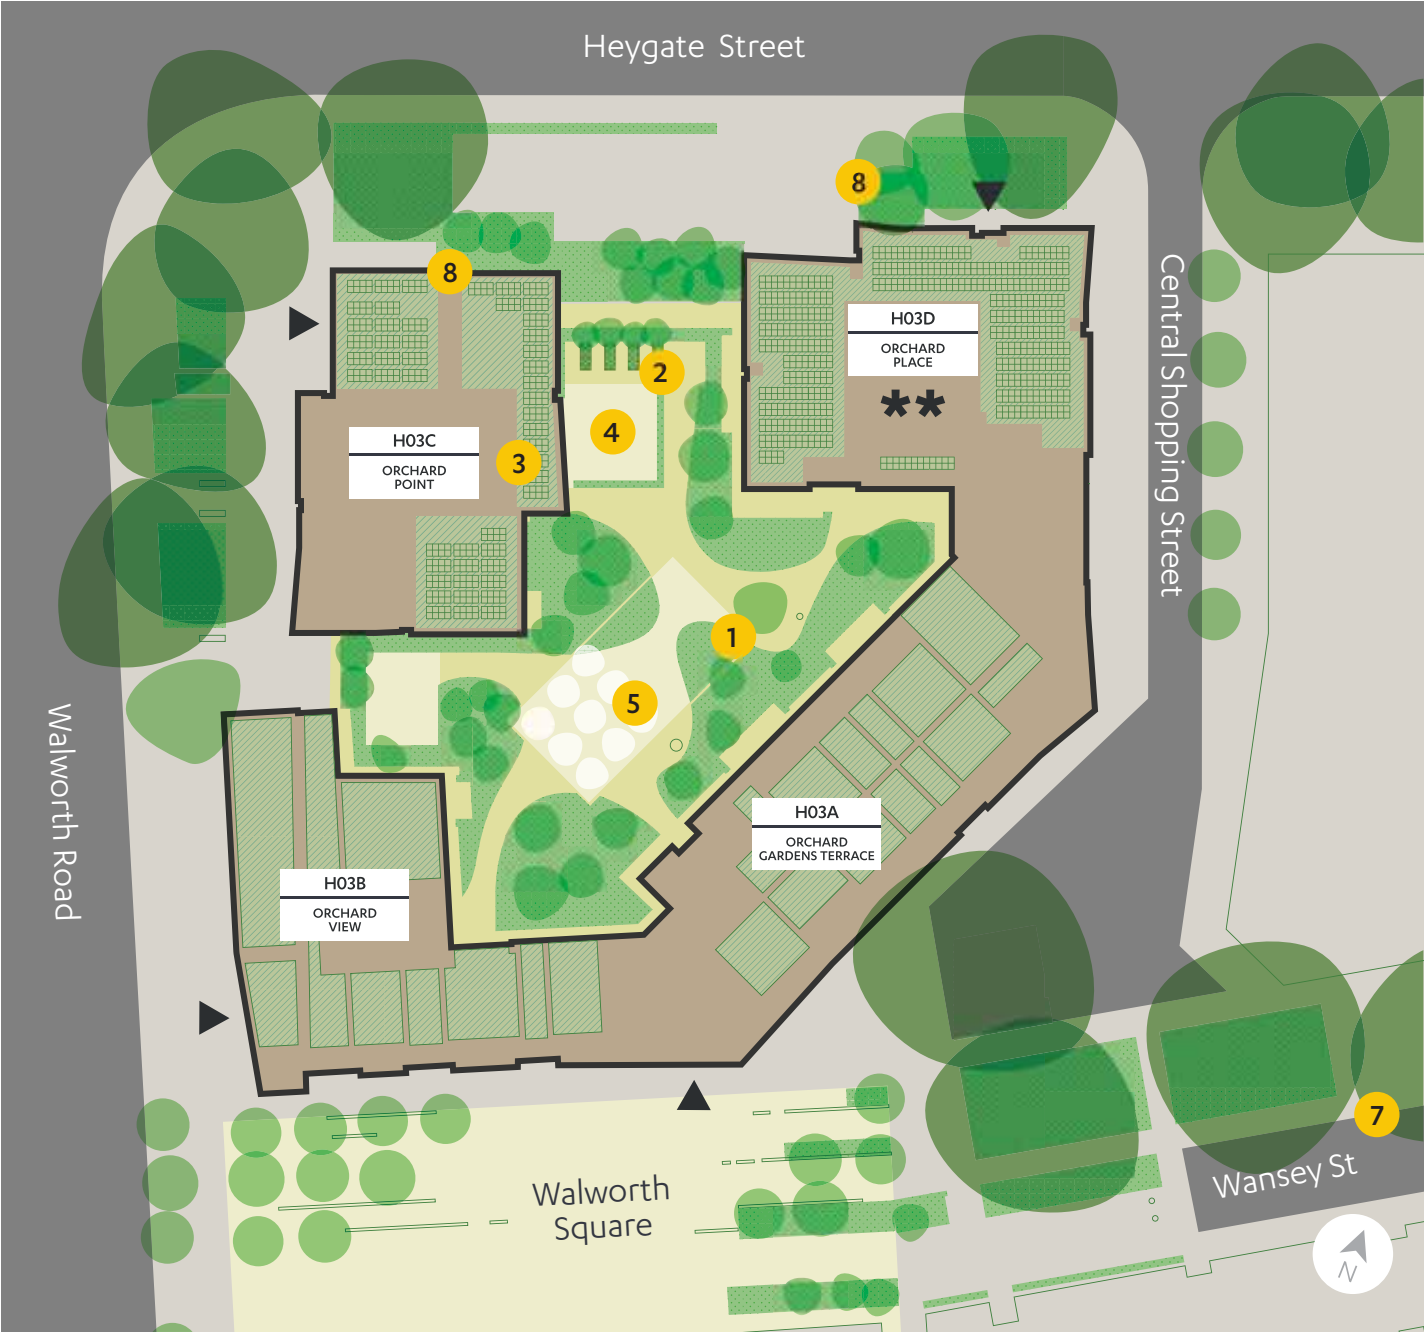 Heygate Street
8
8
H03D
ORCHARD
PLACE
**
2
4
H03C
ORCHARD
POINT
3
Central Shopping Street
1
5
Walworth Road
H03A
ORCHARD
GARDENS TERRACE
H03B
ORCHARD
VIEW
7
Wansey St
Walworth
Square
N